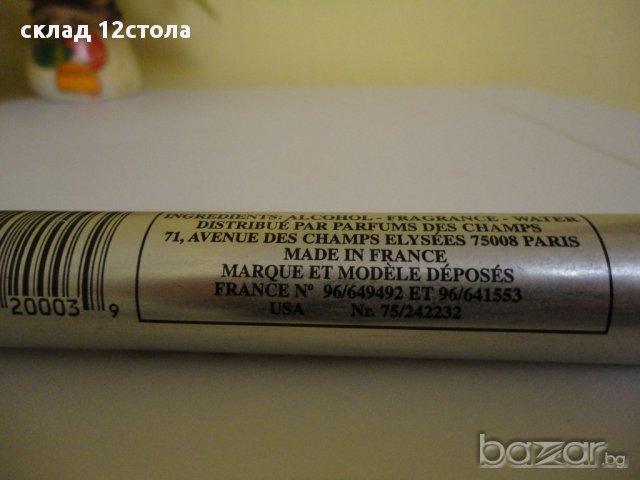 склад 12стола
INGREDIENTS: ALCOHOL - FRAGRANCE - WATER
DISTRIBUÉ PAR PARFUMS DES CHAMPS
71, AVENUE DES CHAMPS ELYSÉES 75008 PARIS
MADE IN FRANCE
MARQUE ET MODÈLE DÉPOSÉS
FRANCE Nº 96/649492 ET 96/641553
USA Nr. 75/242232
20003 9
bazar.bg